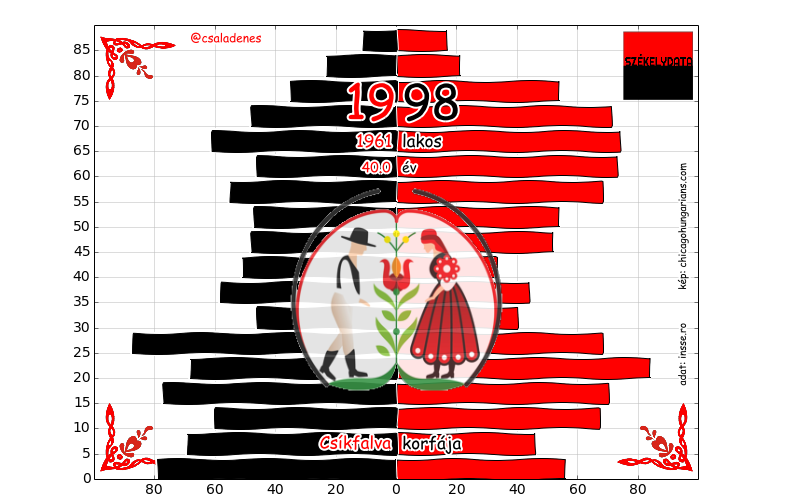 @csaladenes
SZÉKELYDATA
1998
1961 lakos
40.0 év
kép: chicagohungarians.com
adat: insse.ro
Csíkfalva korfája
85
80
75
70
65
60
55
50
45
40
35
30
25
20
15
10
5
0
80 60 40 20 0 20 40 60 80